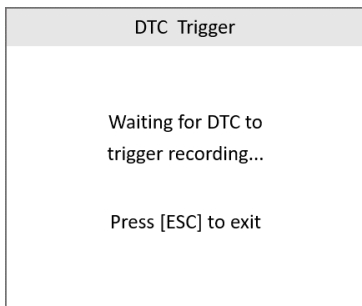 DTC Trigger
Waiting for DTC to
trigger recording...
Press [ESC] to exit